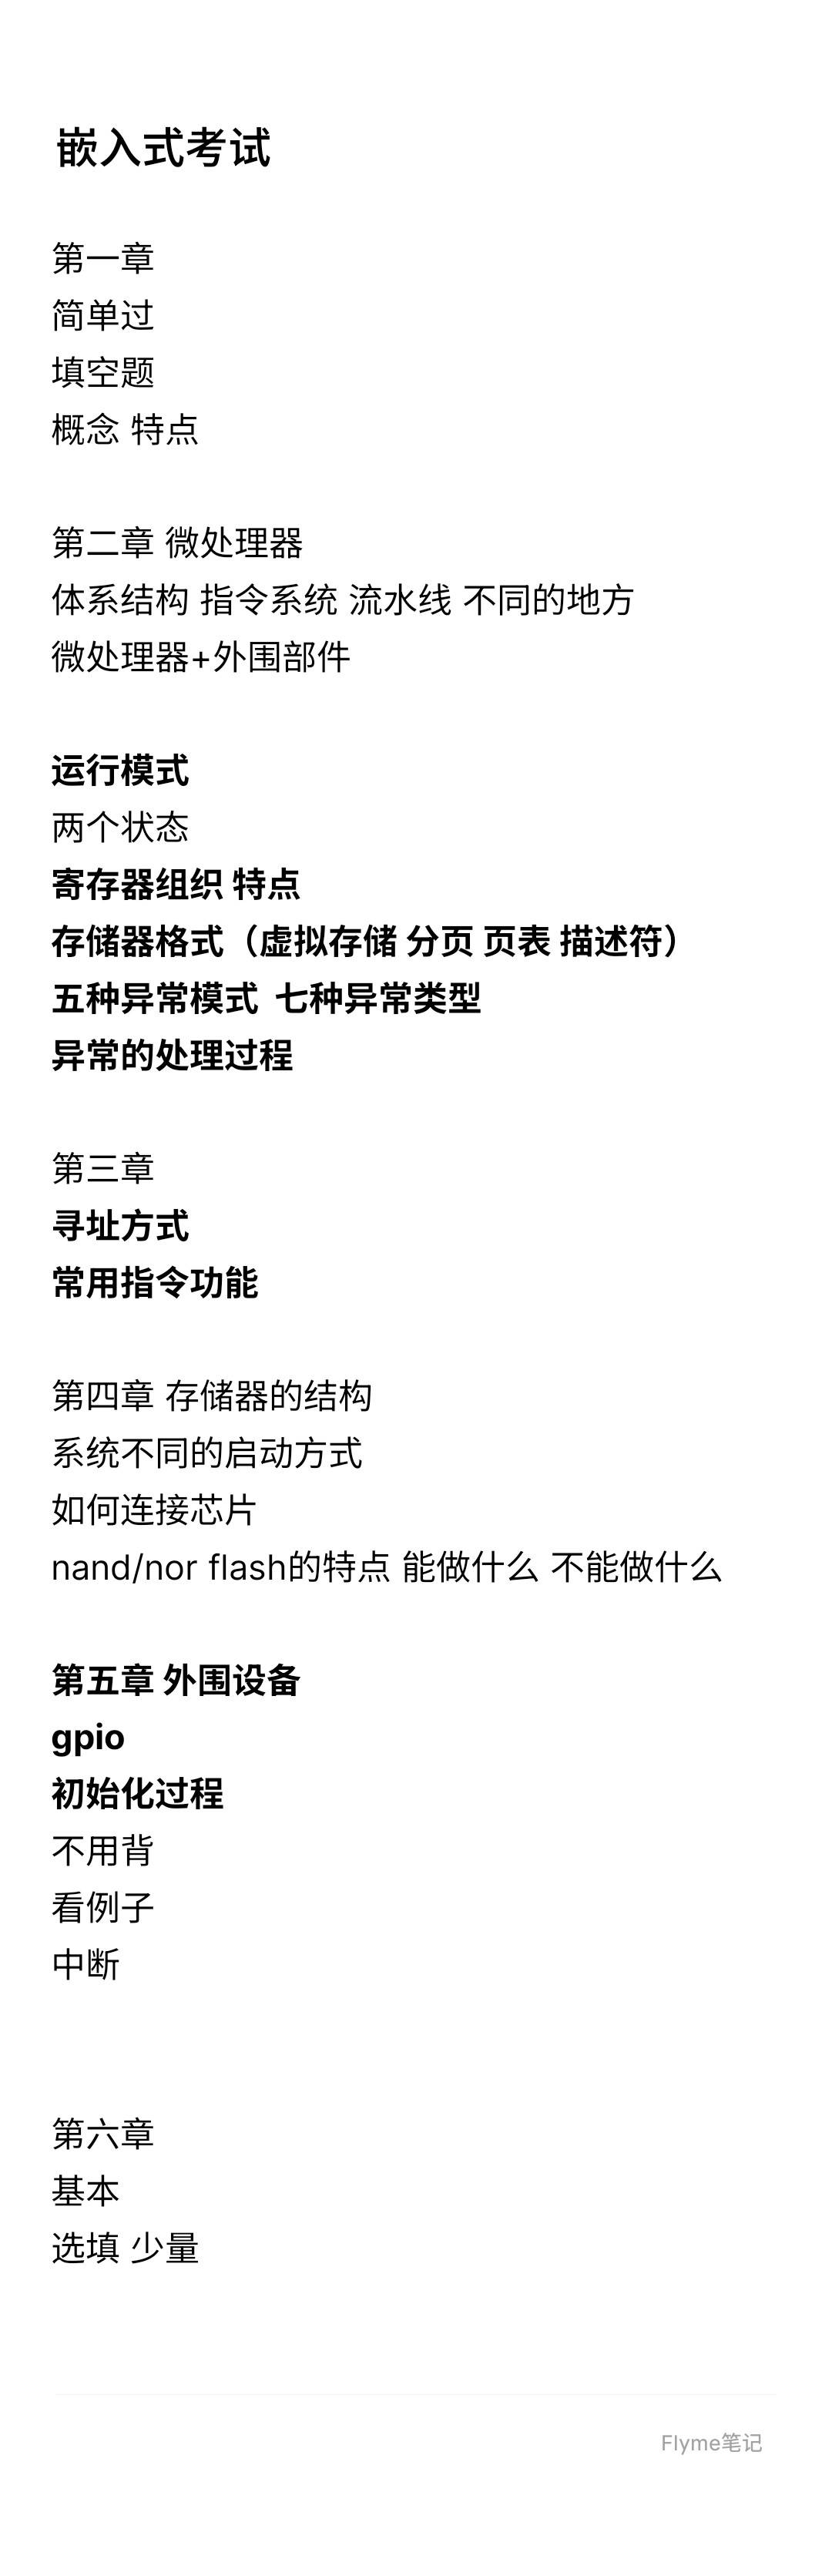 嵌入式考试
第一章
简单过
填空题
概念 特点
第二章 微处理器
体系结构 指令系统 流水线 不同的地方
微处理器+外围部件
运行模式
两个状态
寄存器组织 特点
存储器格式（虚拟存储 分页 页表 描述符）
五种异常模式  七种异常类型
异常的处理过程
第三章
寻址方式
常用指令功能
第四章 存储器的结构
系统不同的启动方式
如何连接芯片
nand/nor flash的特点 能做什么 不能做什么
第五章 外围设备
gpio
初始化过程
不用背
看例子
中断
第六章
基本
选填 少量
Flyme笔记